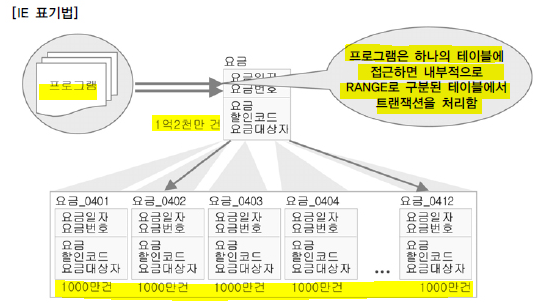 [IE 표기법]
프로그램
요금
요금일자
요금번호
요금
할인코드
요금대상자
1억2천만 건
프로그램은 하나의 테이블에
접근하면 내부적으로
RANGE로 구분된 테이블에서
트랜잭션을 처리함
요금_0401 요금_0402 요금_0403 요금_0404 요금_0412
요금일자 요금일자 요금일자 요금일자 요금일자
요금번호 요금번호 요금번호 요금번호 요금번호
요금 요금 요금 요금 요금
할인코드 할인코드 할인코드 할인코드 할인코드
요금대상자 요금대상자 요금대상자 요금대상자 ... 요금대상자
1000만건 1000만건 1000만건 1000만건 1000만건